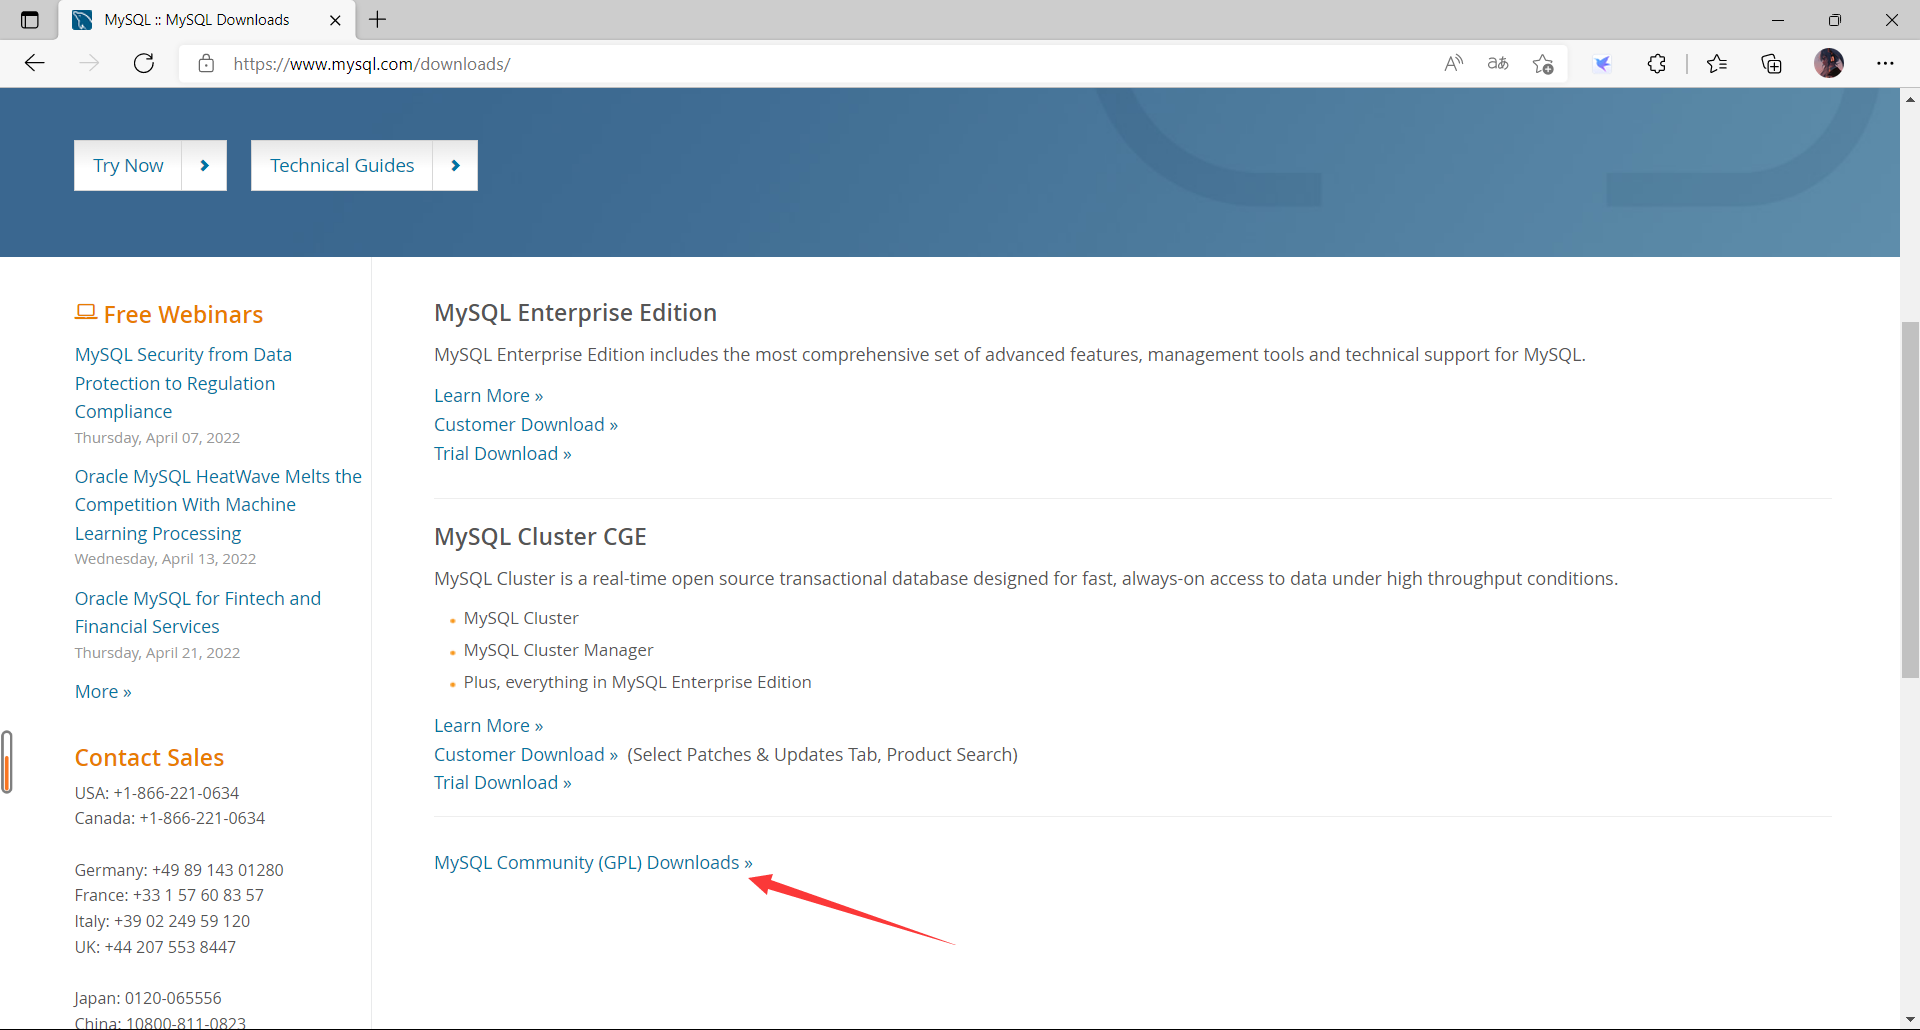 MySQL :: MySQL Downloads
https://www.mysql.com/downloads/
Try Now
Technical Guides
Free Webinars
MySQL Security from Data
Protection to Regulation
Compliance
Thursday, April 07, 2022
Oracle MySQL HeatWave Melts the
Competition With Machine
Learning Processing
Wednesday, April 13, 2022
Oracle MySQL for Fintech and
Financial Services
Thursday, April 21, 2022
More »
Contact Sales
USA: +1-866-221-0634
Canada: +1-866-221-0634
Germany: +49 89 143 01280
France: +33 1 57 60 83 57
Italy: +39 02 249 59 120
UK: +44 207 553 8447
Japan: 0120-065556
China: 10800-811-0823
MySQL Enterprise Edition
MySQL Enterprise Edition includes the most comprehensive set of advanced features, management tools and technical support for MySQL.
Learn More »
Customer Download »
Trial Download »
MySQL Cluster CGE
MySQL Cluster is a real-time open source transactional database designed for fast, always-on access to data under high throughput conditions.
MySQL Cluster
MySQL Cluster Manager
Plus, everything in MySQL Enterprise Edition
Learn More »
Customer Download » (Select Patches & Updates Tab, Product Search)
Trial Download »
MySQL Community (GPL) Downloads »